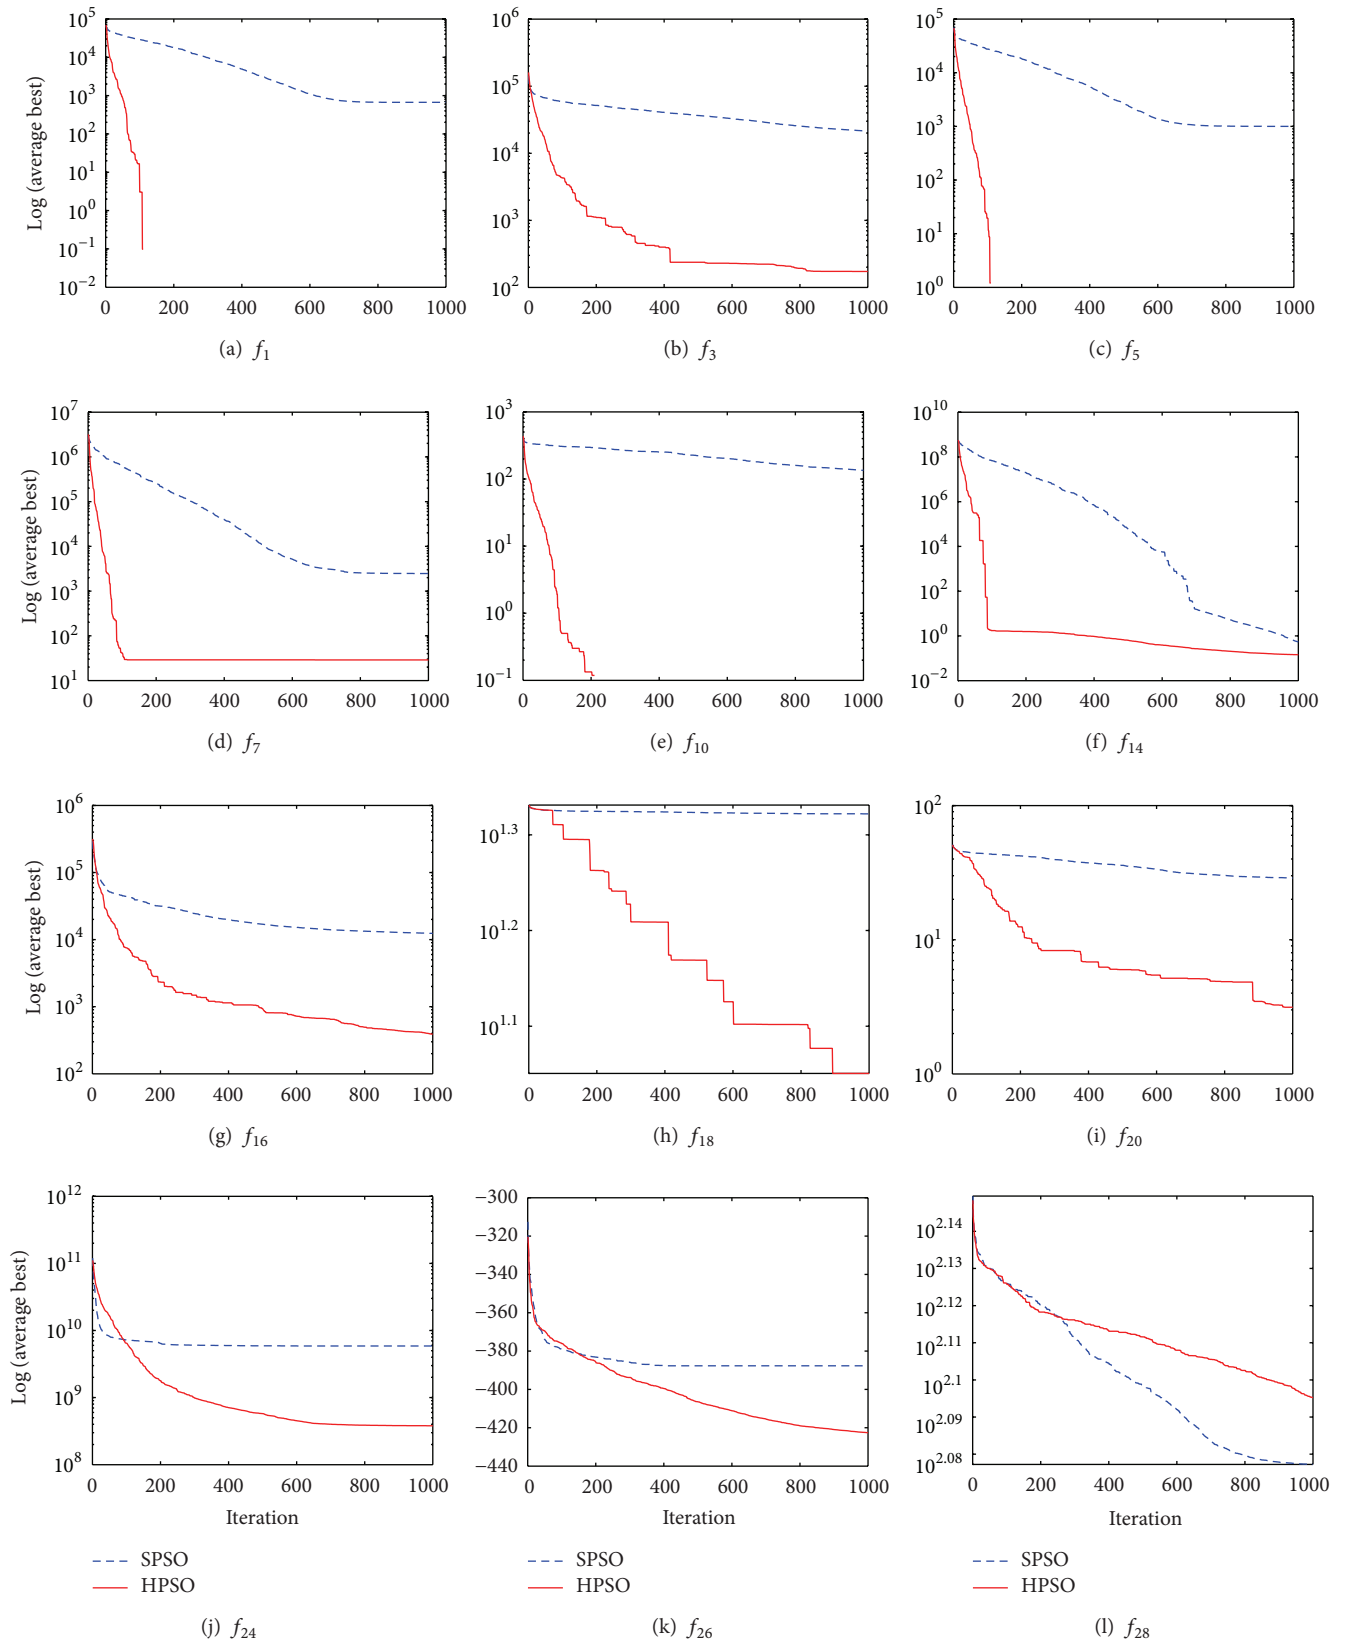 Log (average best)
10^5
10^4
10^3
10^2
10^1
10^0
10^−1
10^−2
0 200 400 600 800 1000
(a) f_1
10^6
10^5
10^4
10^3
10^2
0 200 400 600 800 1000
(b) f_3
10^5
10^4
10^3
10^2
10^1
10^0
0 200 400 600 800 1000
(c) f_5
Log (average best)
10^7
10^6
10^5
10^4
10^3
10^2
10^1
0 200 400 600 800 1000
(d) f_7
10^3
10^2
10^1
10^0
10^−1
0 200 400 600 800 1000
(e) f_10
10^10
10^8
10^6
10^4
10^2
10^0
10^−2
0 200 400 600 800 1000
(f) f_14
Log (average best)
10^6
10^5
10^4
10^3
10^2
0 200 400 600 800 1000
(g) f_16
10^1.3
10^1.2
10^1.1
0 200 400 600 800 1000
(h) f_18
10^2
10^1
10^0
0 200 400 600 800 1000
(i) f_20
Log (average best)
10^12
10^11
10^10
10^9
10^8
0 200 400 600 800 1000
Iteration
SPSO
HPSO
(j) f_24
−300
−320
−340
−360
−380
−400
−420
−440
0 200 400 600 800 1000
Iteration
SPSO
HPSO
(k) f_26
10^2.14
10^2.13
10^2.12
10^2.11
10^2.1
10^2.09
10^2.08
0 200 400 600 800 1000
Iteration
SPSO
HPSO
(l) f_28